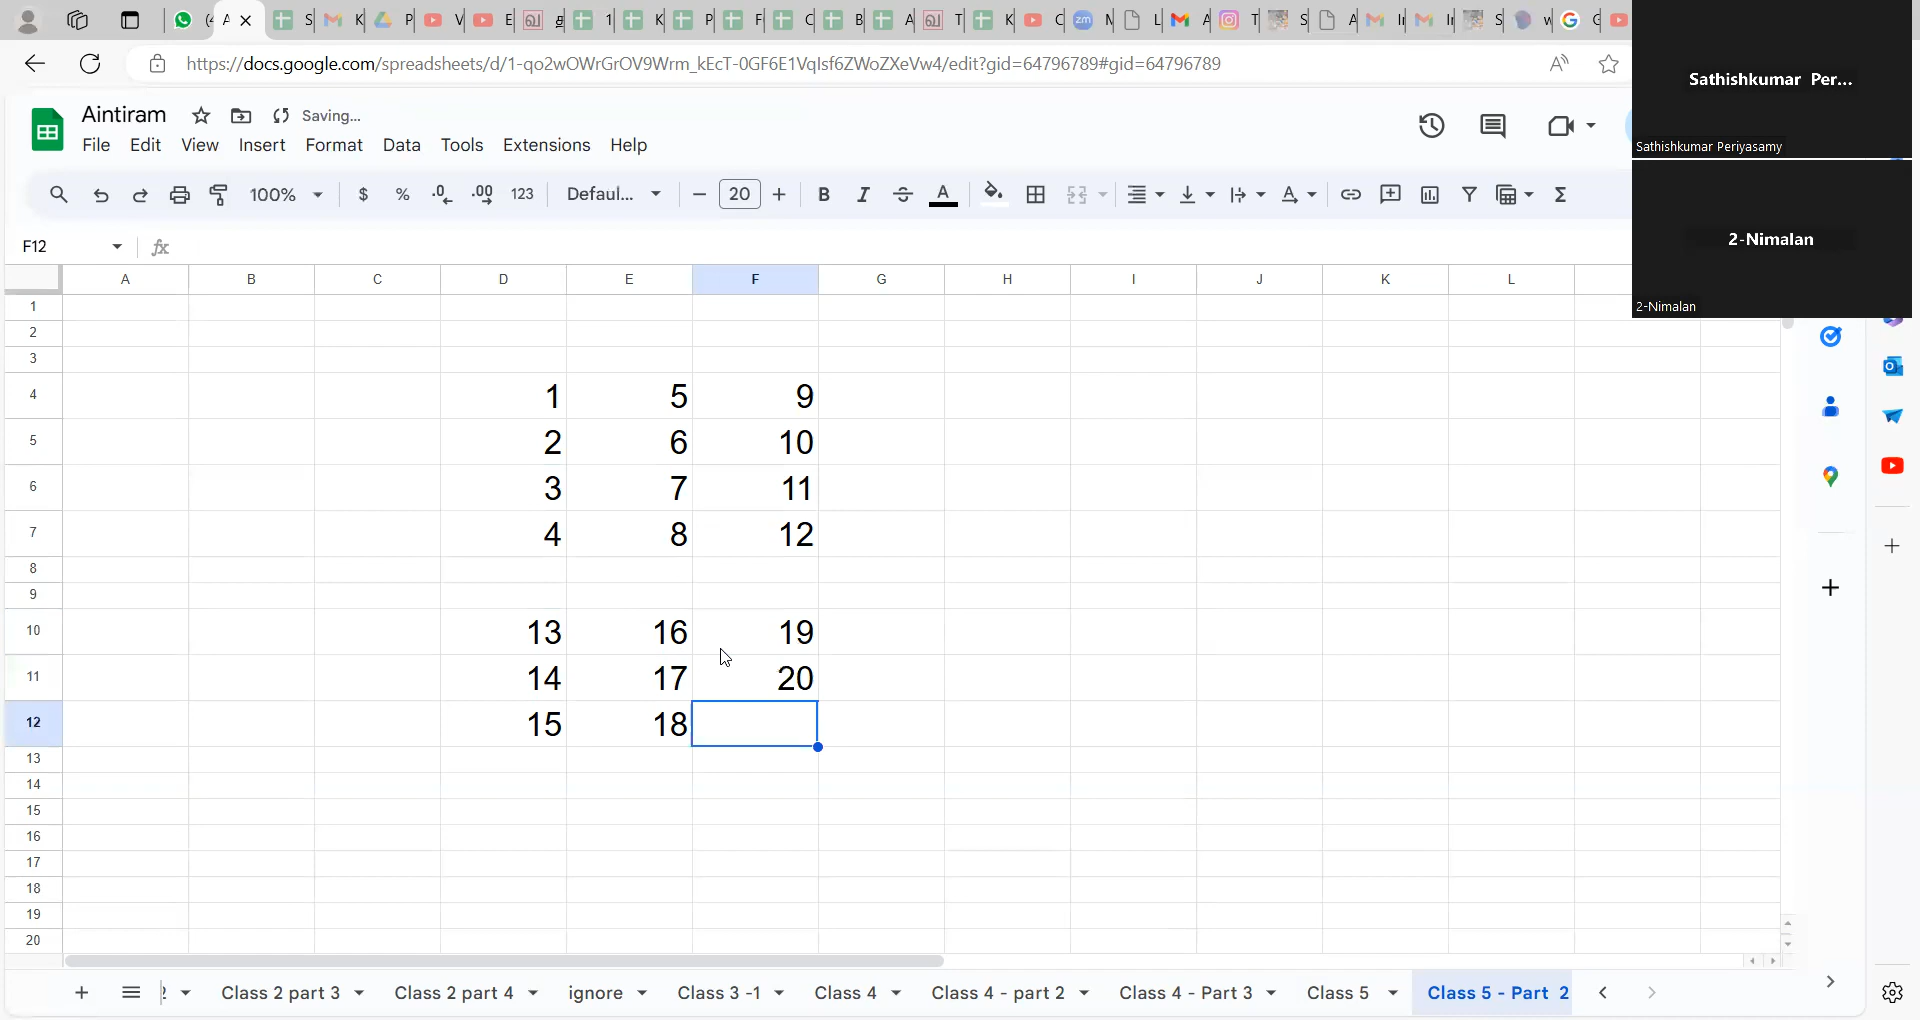 https://docs.google.com/spreadsheets/d/1-qo2wOWrGrOV9Wrm_kEcT-0GF6E1VqIsf6ZWoZXeVw4/edit?gid=64796789#gid=64796789
Sathishkumar Per...
Sathishkumar Periyasamy
2-Nimalan
2-Nimalan
Aintiram Saving...
File Edit View Insert Format Data Tools Extensions Help
100% $ % .0 .00 123 Defaul... 20 B I A Σ
F12 fx
A B C D E F G H I J K L
1
2
3
4 1 5 9
5 2 6 10
6 3 7 11
7 4 8 12
8
9
10 13 16 19
11 14 17 20
12 15 18
13
14
15
16
17
18
19
20
Class 2 part 3 Class 2 part 4 ignore Class 3 -1 Class 4 Class 4 - part 2 Class 4 - Part 3 Class 5 Class 5 - Part 2